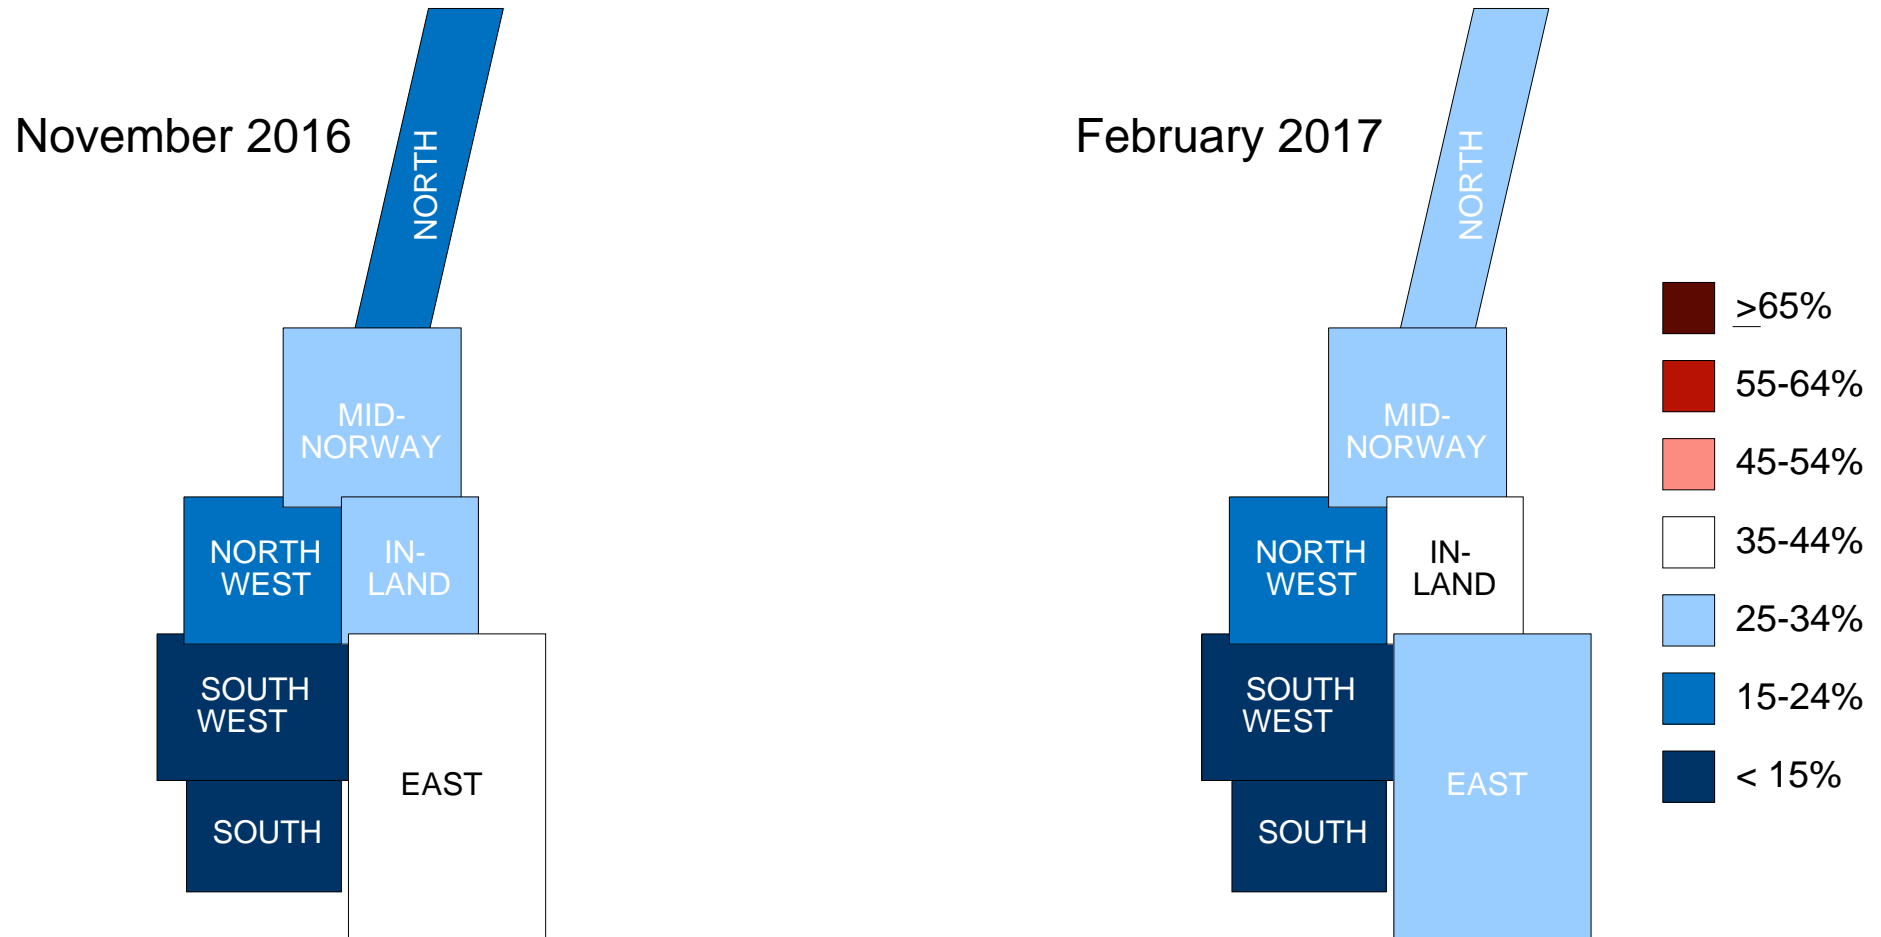 November 2016
NORTH
MID-
NORWAY
NORTH
WEST
IN-
LAND
SOUTH
WEST
EAST
SOUTH
February 2017
NORTH
MID-
NORWAY
NORTH
WEST
IN-
LAND
SOUTH
WEST
EAST
SOUTH
>65%
55-64%
45-54%
35-44%
25-34%
15-24%
< 15%